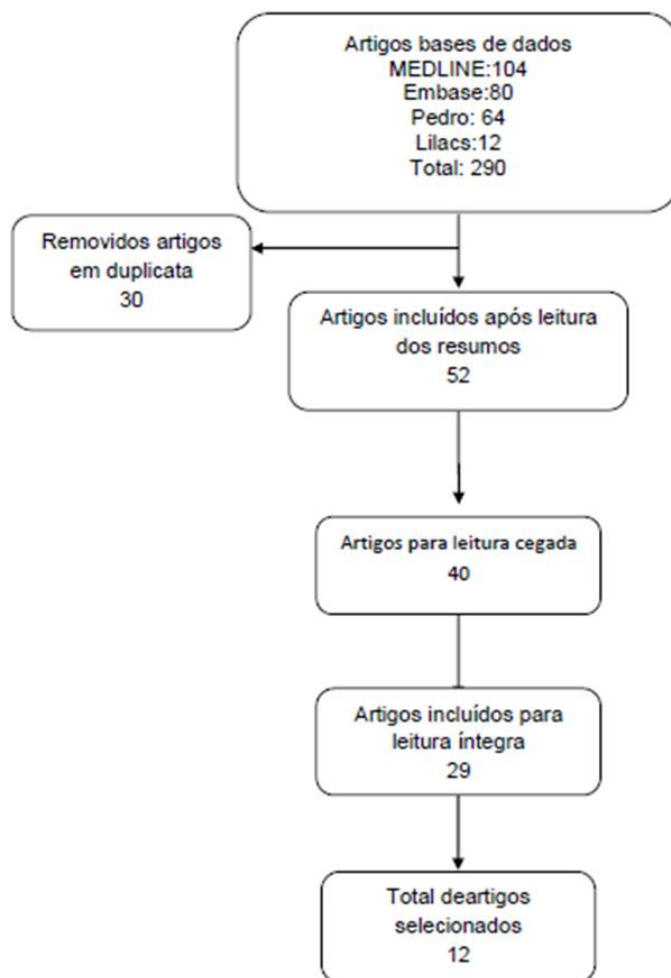 Artigos bases de dados
MEDLINE:104
Embase:80
Pedro: 64
Lilacs:12
Total: 290
Removidos artigos
em duplicata
30
Artigos incluídos após leitura
dos resumos
52
Artigos para leitura cegada
40
Artigos incluídos para
leitura íntegra
29
Total deartigos
selecionados
12